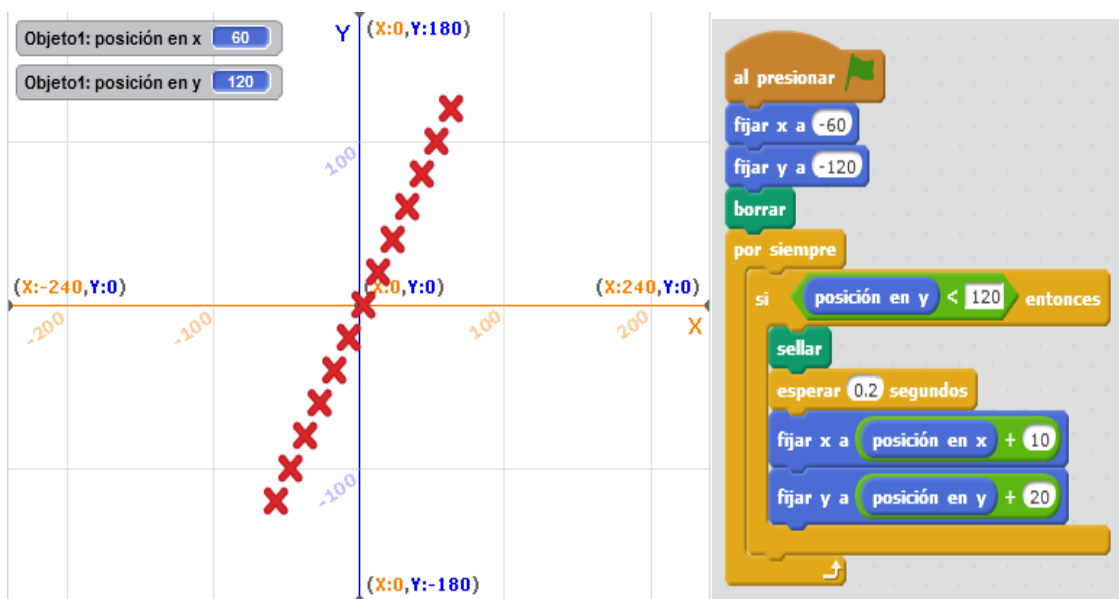 Objeto1: posición en x 60
Objeto1: posición en y 120
Y (X:0,Y:180)
100
(X:-240,Y:0) (X:0,Y:0) (X:240,Y:0)
-200 -100 100 200 X
-100
(X:0,Y:-180)
al presionar
fijar x a -60
fijar y a -120
borrar
por siempre
si posición en y < 120 entonces
sellar
esperar 0.2 segundos
fijar x a posición en x + 10
fijar y a posición en y + 20